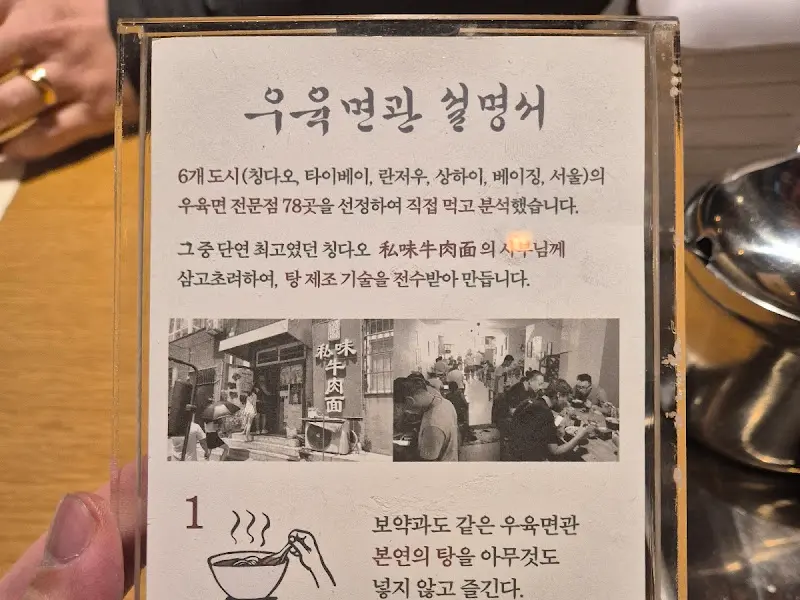 우육면관 설명서
6개 도시(칭다오, 타이베이, 란저우, 상하이, 베이징, 서울)의
우육면 전문점 78곳을 선정하여 직접 먹고 분석했습니다.
그 중 단연 최고였던 칭다오 私味牛肉面의 사부님께
삼고초려하여, 탕 제조 기술을 전수받아 만듭니다.
私味
牛
肉
面
1
보약과도 같은 우육면관
본연의 탕을 아무것도
넣지 않고 즐긴다.